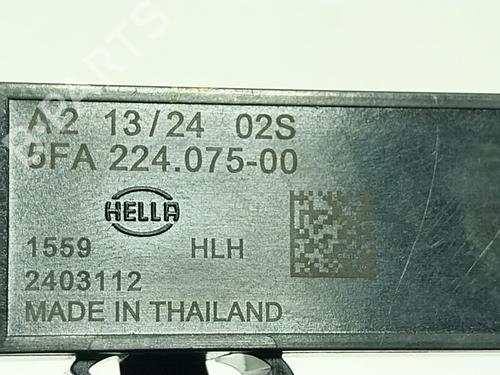 A2 13/24 02S
5FA 224.075-00
HELLA
1559 HLH
2403112
MADE IN THAILAND